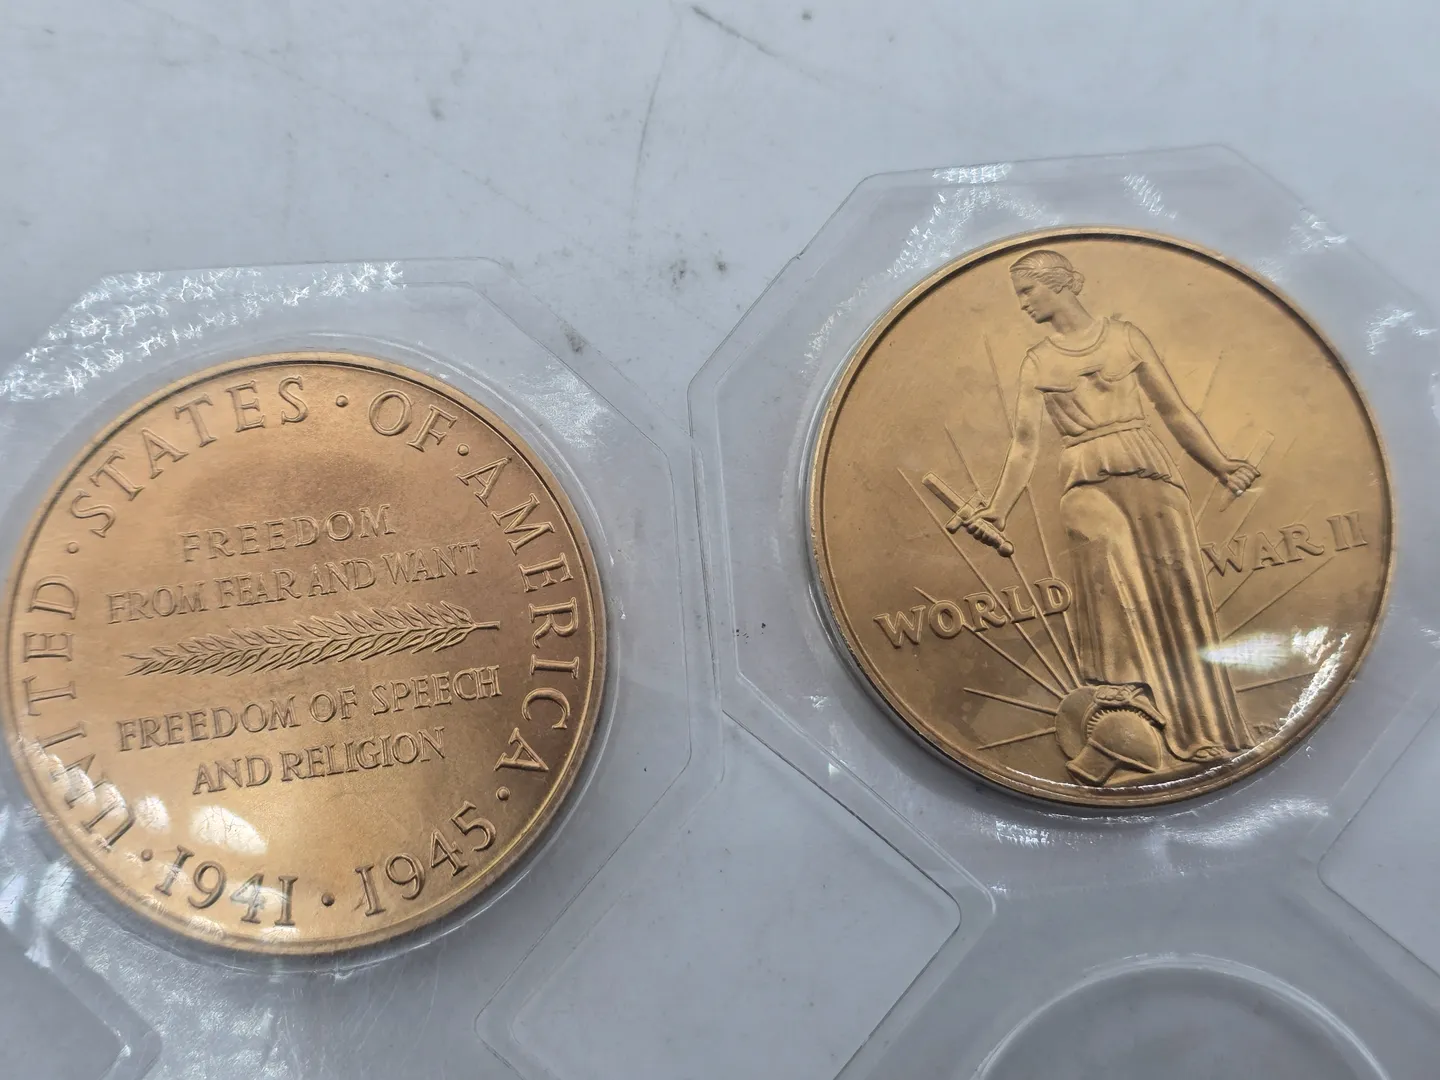 UNITED · STATES · OF · AMERICA ·
FREEDOM
FROM FEAR AND WANT
FREEDOM OF SPEECH
AND RELIGION
· 1941 · 1945 ·
WORLD WAR II